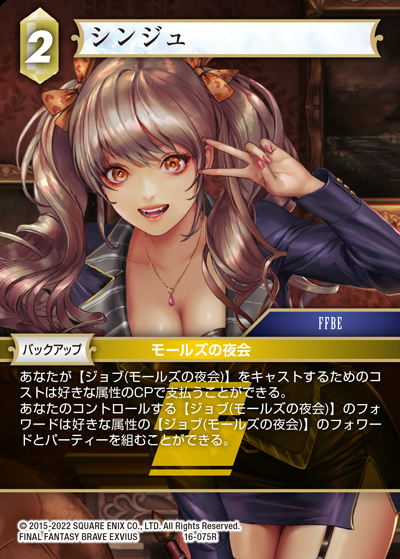 2
シンジュ
FFBE
バックアップ
モールズの夜会
あなたが【ジョブ(モールズの夜会)】をキャストするためのコ
ストは好きな属性のCPで支払うことができる。
あなたのコントロールする【ジョブ(モールズの夜会)】のフォ
ワードは好きな属性の【ジョブ(モールズの夜会)】のフォワー
ドとパーティーを組むことができる。
© 2015-2022 SQUARE ENIX CO., LTD. All Rights Reserved.
FINAL FANTASY BRAVE EXVIUS 16-075R